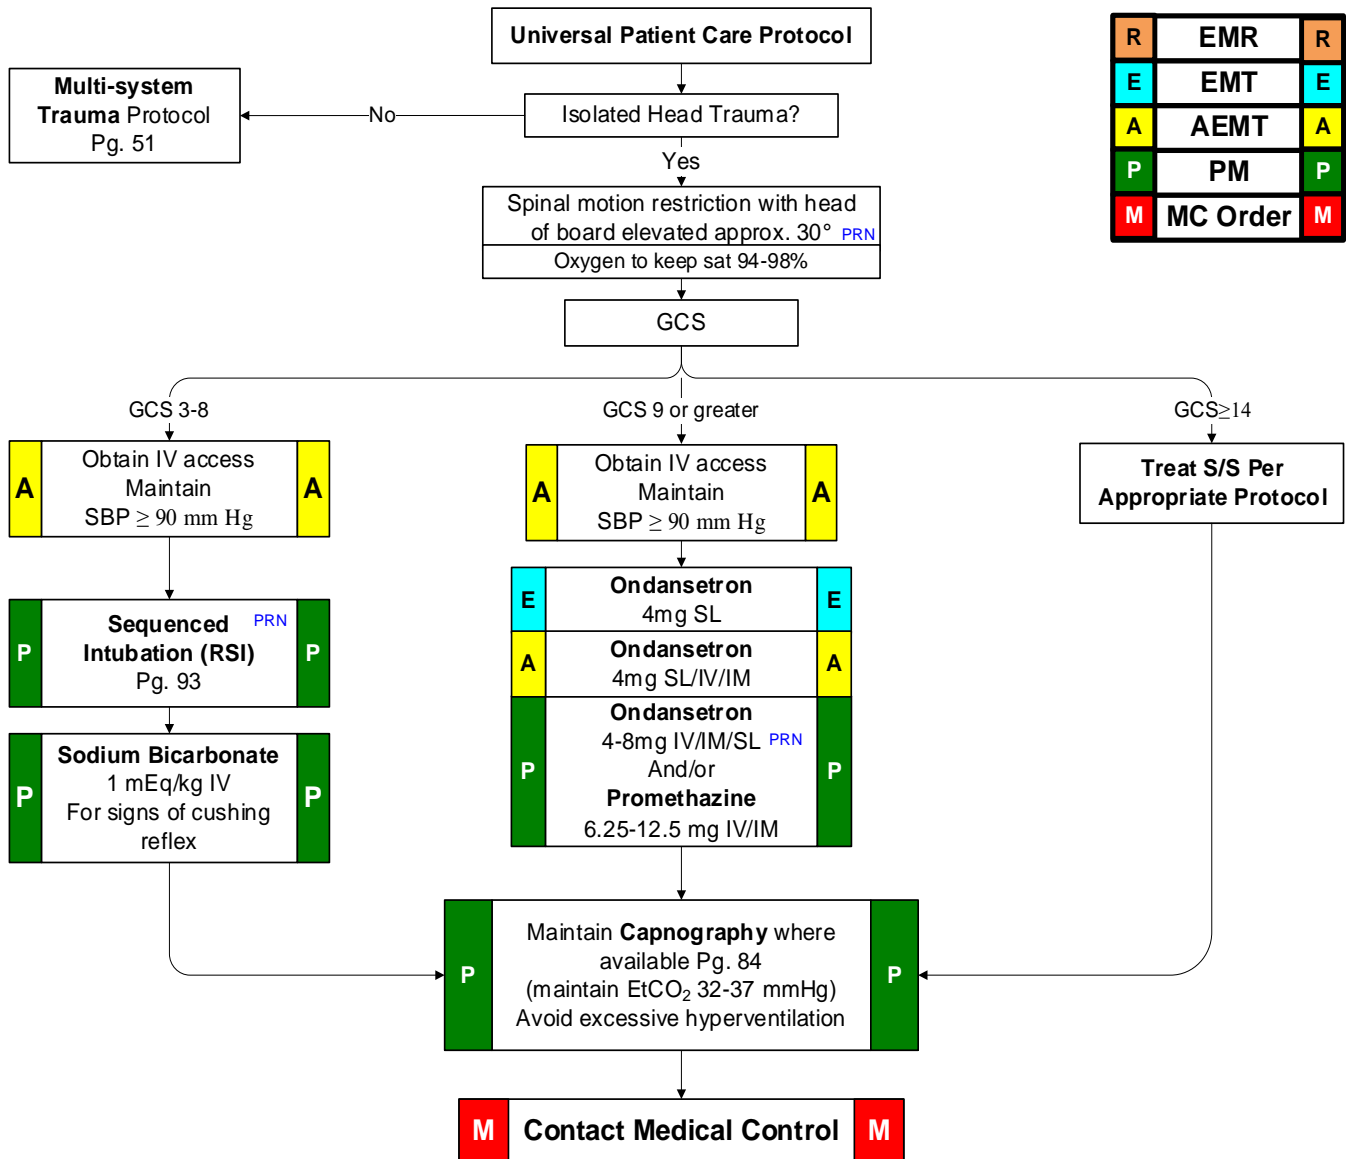 Universal Patient Care Protocol
R EMR R
E EMT E
A AEMT A
P PM P
M MC Order M
Multi-system
Trauma Protocol
Pg. 51
No
Isolated Head Trauma?
Yes
Spinal motion restriction with head
of board elevated approx. 30° PRN
Oxygen to keep sat 94-98%
GCS
GCS 3-8
GCS 9 or greater
GCS≥14
A A
Obtain IV access
Maintain
SBP ≥ 90 mm Hg
A A
Obtain IV access
Maintain
SBP ≥ 90 mm Hg
Treat S/S Per
Appropriate Protocol
P P
Sequenced PRN
Intubation (RSI)
Pg. 93
P P
Sodium Bicarbonate
1 mEq/kg IV
For signs of cushing
reflex
E E
Ondansetron
4mg SL
A A
Ondansetron
4mg SL/IV/IM
P P
Ondansetron
4-8mg IV/IM/SL PRN
And/or
Promethazine
6.25-12.5 mg IV/IM
P P
Maintain Capnography where
available Pg. 84
(maintain EtCO₂ 32-37 mmHg)
Avoid excessive hyperventilation
M Contact Medical Control M